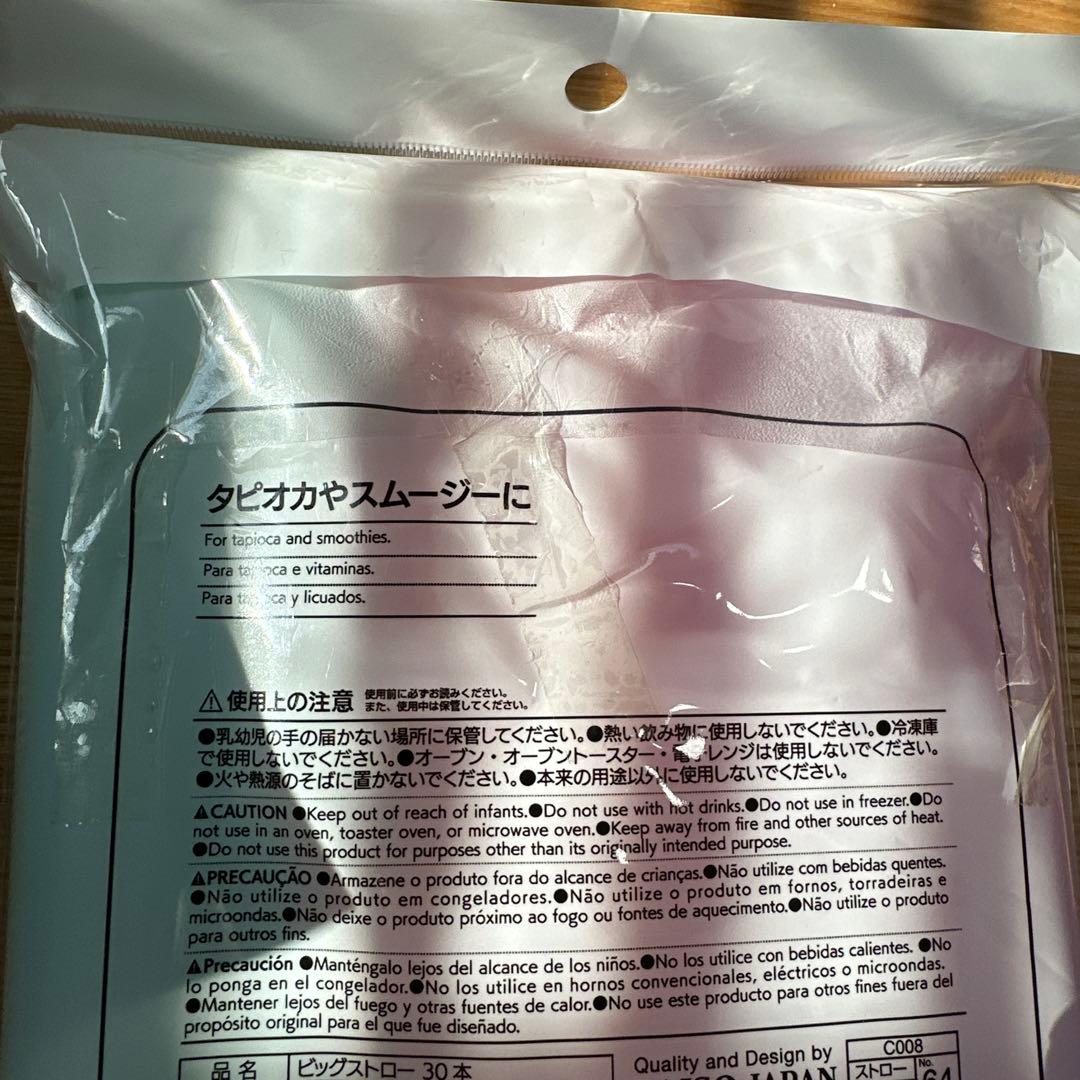 タピオカやスムージーに
For tapioca and smoothies.
Para tapioca e vitaminas.
Para tapioca y licuados.
⚠使用上の注意 使用前に必ずお読みください。
また、使用中は保管してください。
●乳幼児の手の届かない場所に保管してください。●熱い飲み物に使用しないでください。●冷凍庫
で使用しないでください。●オーブン・オーブントースター・電子レンジは使用しないでください。
●火や熱源のそばに置かないでください。●本来の用途以外に使用しないでください。
⚠CAUTION ●Keep out of reach of infants.●Do not use with hot drinks.●Do not use in freezer.●Do
not use in an oven, toaster oven, or microwave oven.●Keep away from fire and other sources of heat.
●Do not use this product for purposes other than its originally intended purpose.
⚠PRECAUÇÃO ●Armazene o produto fora do alcance de crianças.●Não utilize com bebidas quentes.
●Não utilize o produto em congeladores.●Não utilize o produto em fornos, torradeiras e
microondas.●Não deixe o produto próximo ao fogo ou fontes de aquecimento.●Não utilize o produto
para outros fins.
⚠Precaución ●Manténgalo lejos del alcance de los niños.●No los utilice con bebidas calientes. ●No
lo ponga en el congelador.●No los utilice en hornos convencionales, eléctricos o microondas.
●Mantener lejos del fuego y otras fuentes de calor.●No use este producto para otros fines fuera del
propósito original para el que fue diseñado.
品名 ビッグストロー 30本
Quality and Design by
JAPAN
C008
ストロー No.
64